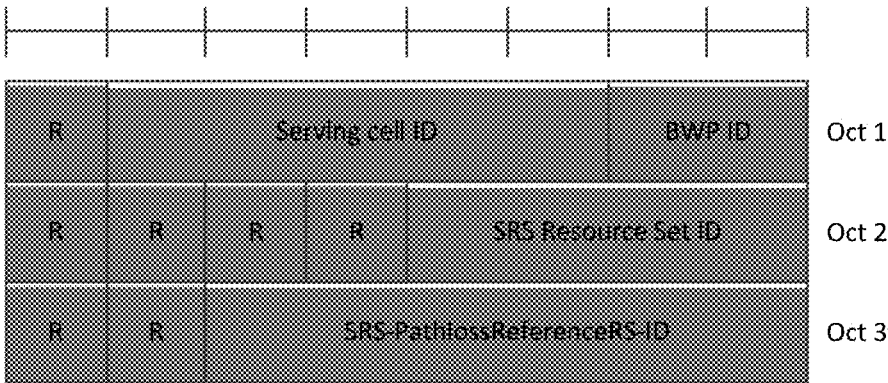 R Serving cell ID BWP ID Oct 1
R R R R SRS Resource Set ID Oct 2
R R SRS-PathlossReferenceRS-ID Oct 3